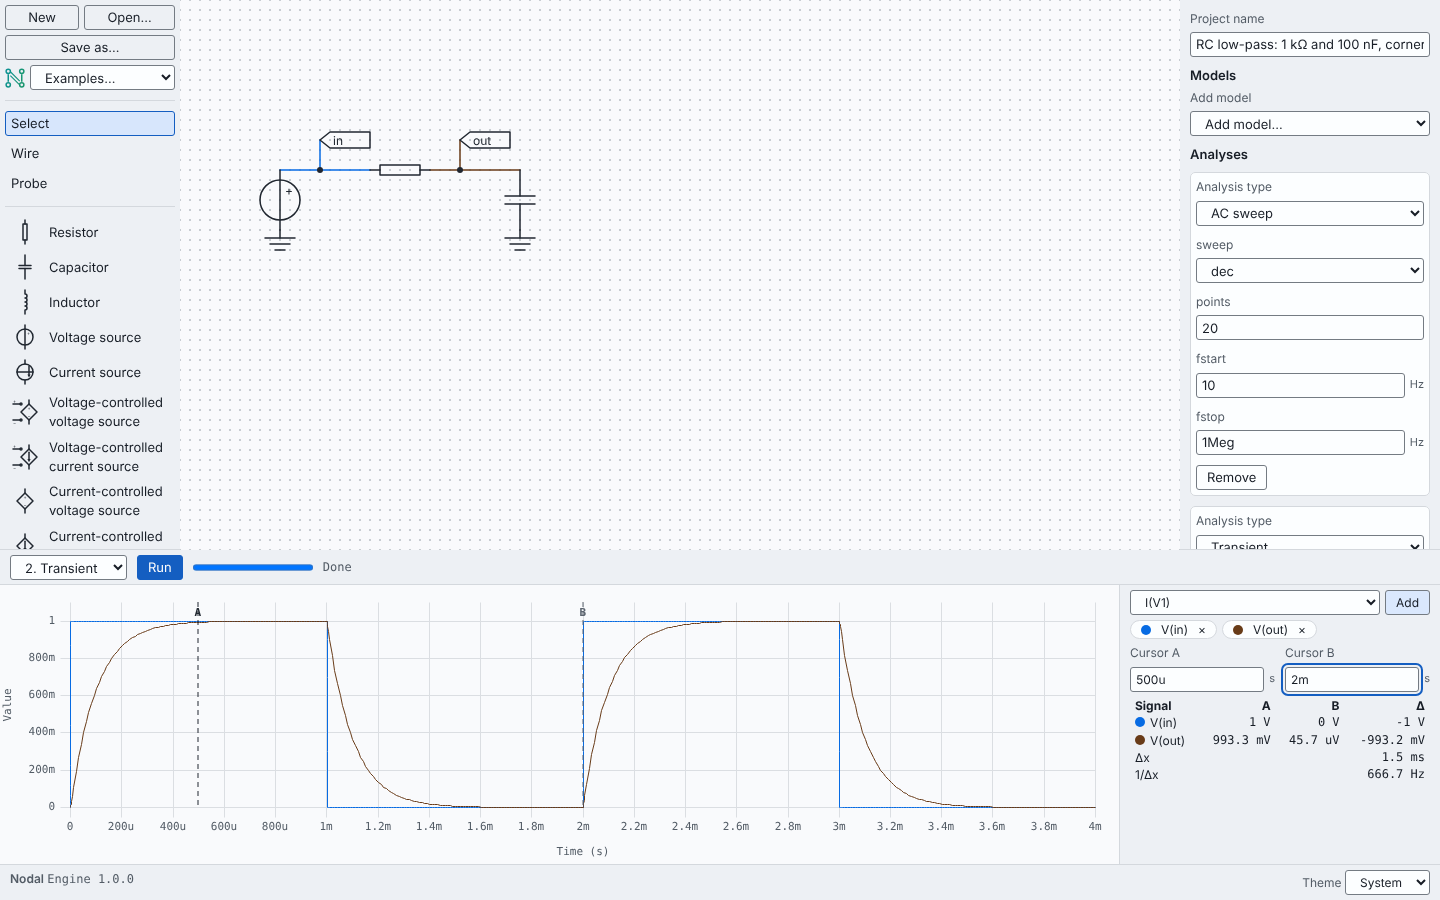 New
Open...
Save as...
Examples...
Select
Wire
Probe
Resistor
Capacitor
Inductor
Voltage source
Current source
Voltage-controlled
voltage source
Voltage-controlled
current source
Current-controlled
voltage source
Current-controlled
in
out
+
Project name
RC low-pass: 1 kΩ and 100 nF, corner
Models
Add model
Add model...
Analyses
Analysis type
AC sweep
sweep
dec
points
20
fstart
10 Hz
fstop
1Meg Hz
Remove
Analysis type
Transient
2. Transient
Run
Done
A
B
1
800m
600m
400m
200m
0
Value
0 200u 400u 600u 800u 1m 1.2m 1.4m 1.6m 2m 2.2m 2.4m 2.6m 2.8m 3m 3.2m 3.4m 3.6m 3.8m 4m
Time (s)
I(V1)
Add
V(in) ×
V(out) ×
Cursor A
Cursor B
500u s
2m s
Signal A B Δ
V(in) 1 V 0 V -1 V
V(out) 993.3 mV 45.7 uV -993.2 mV
Δx 1.5 ms
1/Δx 666.7 Hz
Nodal Engine 1.0.0
Theme
System